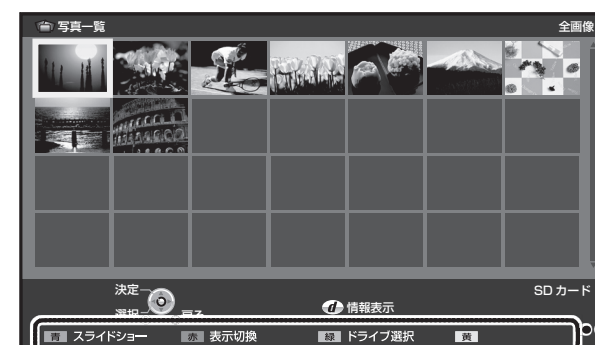 写真一覧 全画像
決定
選択 戻る
d 情報表示
SD カード
青 スライドショー 赤 表示切換 緑 ドライブ選択 黄